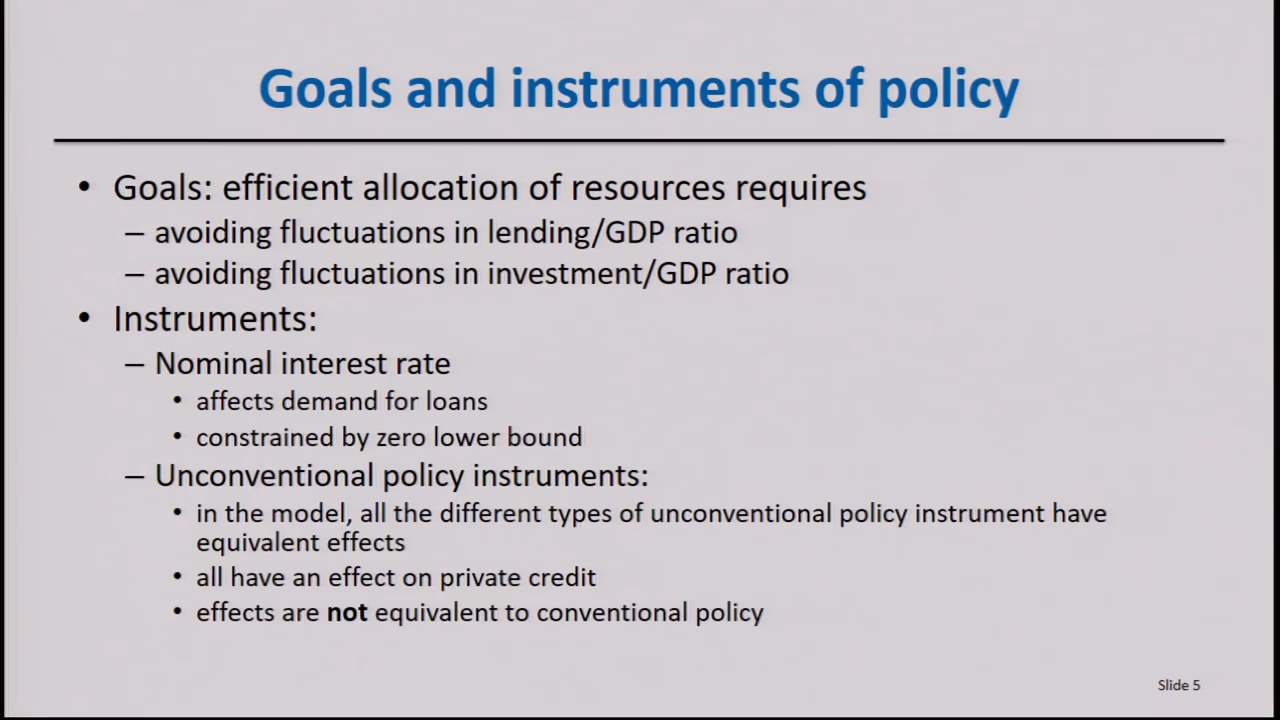 Goals and instruments of policy
• Goals: efficient allocation of resources requires
– avoiding fluctuations in lending/GDP ratio
– avoiding fluctuations in investment/GDP ratio
• Instruments:
– Nominal interest rate
• affects demand for loans
• constrained by zero lower bound
– Unconventional policy instruments:
• in the model, all the different types of unconventional policy instrument have
equivalent effects
• all have an effect on private credit
• effects are not equivalent to conventional policy
Slide 5